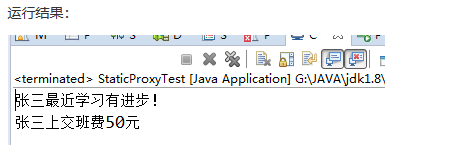 运行结果：
<terminated> StaticProxyTest [Java Application] G:\JAVA\jdk1.8\
张三最近学习有进步！
张三上交班费50元